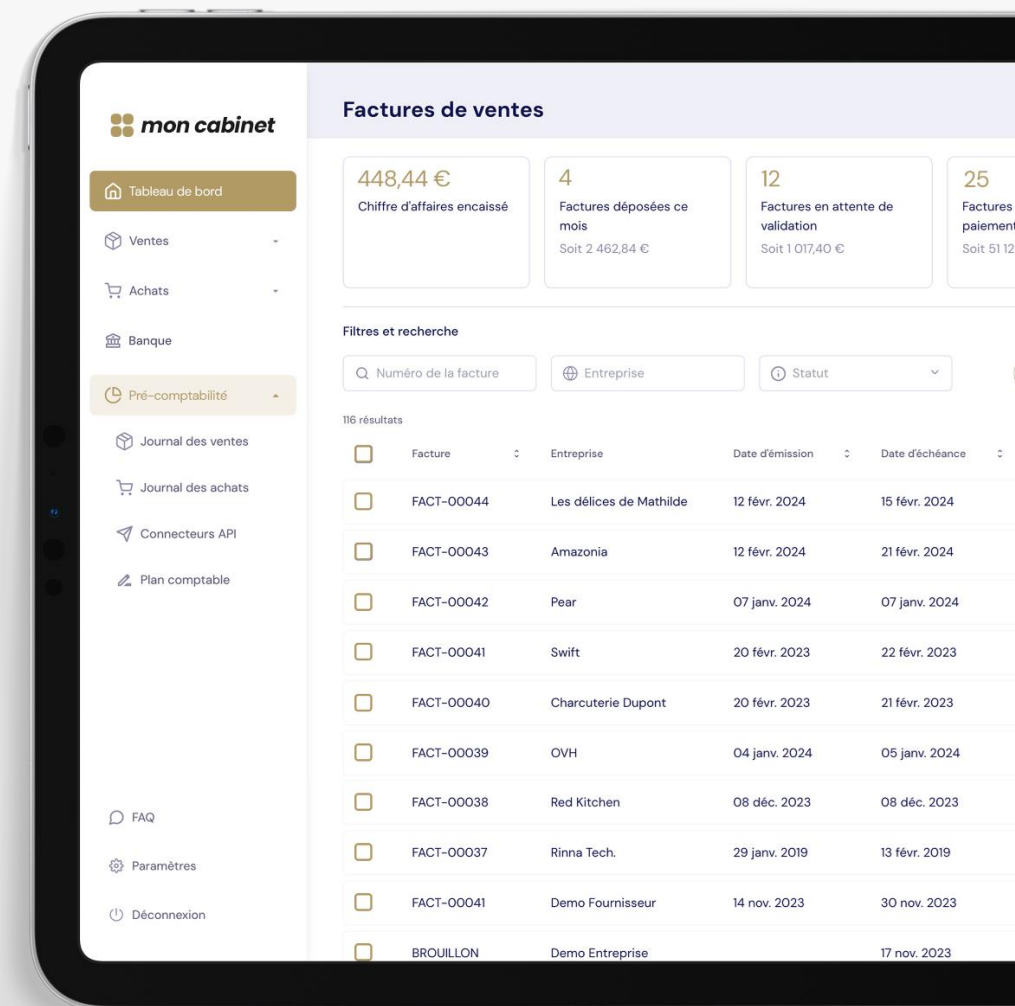 mon cabinet
Tableau de bord
Ventes
Achats
Banque
Pré-comptabilité
Journal des ventes
Journal des achats
Connecteurs API
Plan comptable
FAQ
Paramètres
Déconnexion
Factures de ventes
448,44 €
Chiffre d'affaires encaissé
4
Factures déposées ce
mois
Soit 2 462,84 €
12
Factures en attente de
validation
Soit 1 017,40 €
25
Factures
paiement
Soit 51 12
Filtres et recherche
Numéro de la facture
Entreprise
Statut
116 résultats
Facture Entreprise Date d'émission Date d'échéance
FACT-00044 Les délices de Mathilde 12 févr. 2024 15 févr. 2024
FACT-00043 Amazonia 12 févr. 2024 21 févr. 2024
FACT-00042 Pear 07 janv. 2024 07 janv. 2024
FACT-00041 Swift 20 févr. 2023 22 févr. 2023
FACT-00040 Charcuterie Dupont 20 févr. 2023 21 févr. 2023
FACT-00039 OVH 04 janv. 2024 05 janv. 2024
FACT-00038 Red Kitchen 08 déc. 2023 08 déc. 2023
FACT-00037 Rinna Tech. 29 janv. 2019 13 févr. 2019
FACT-00041 Demo Fournisseur 14 nov. 2023 30 nov. 2023
BROUILLON Demo Entreprise 17 nov. 2023